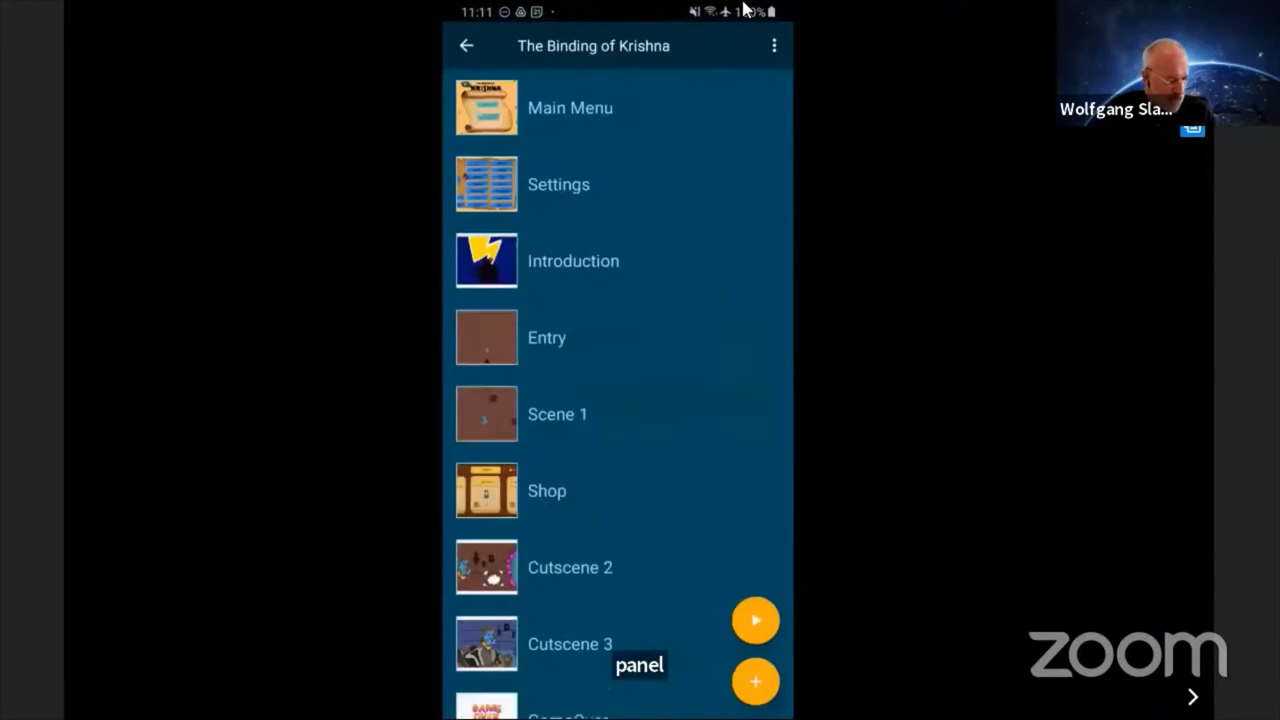 11:11
The Binding of Krishna
KRISHNA
Main Menu
Settings
Introduction
Entry
Scene 1
Shop
Cutscene 2
Cutscene 3
panel
Wolfgang Sla...
zoom